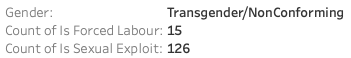 Gender: Transgender/NonConforming
Count of Is Forced Labour: 15
Count of Is Sexual Exploit: 126